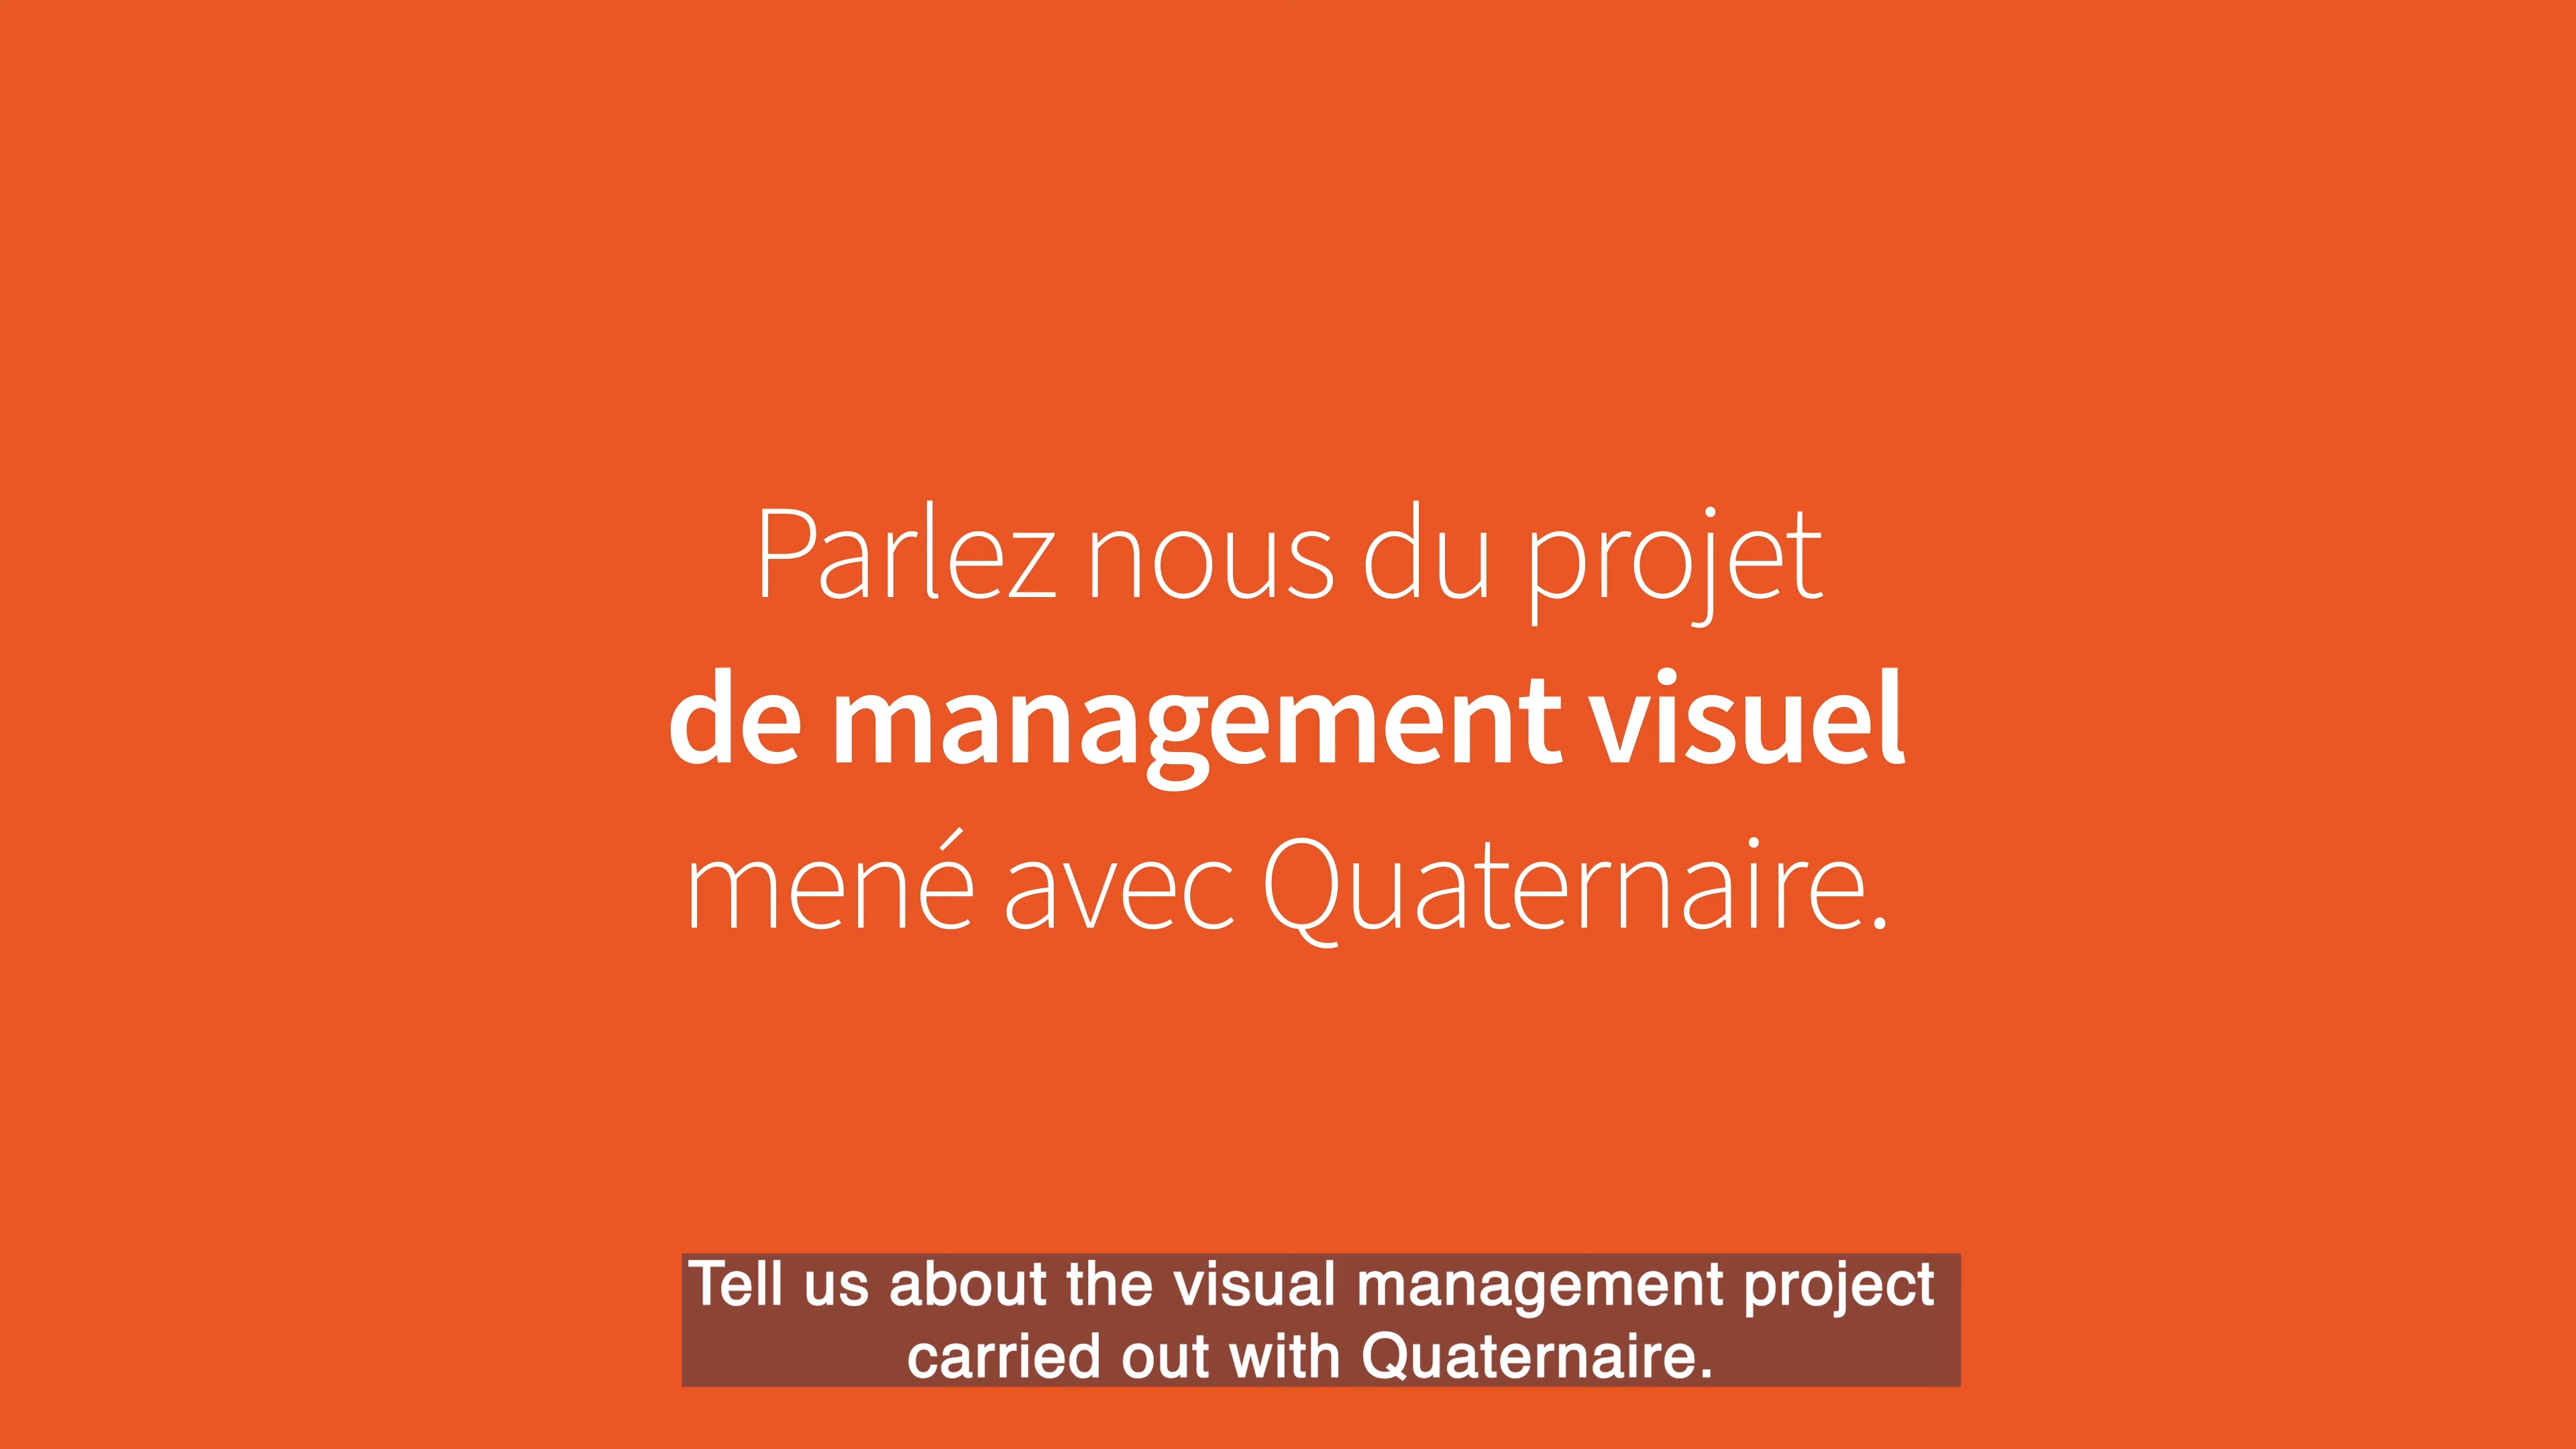 Parlez nous du projet
de management visuel
mené avec Quaternaire.
Tell us about the visual management project
carried out with Quaternaire.